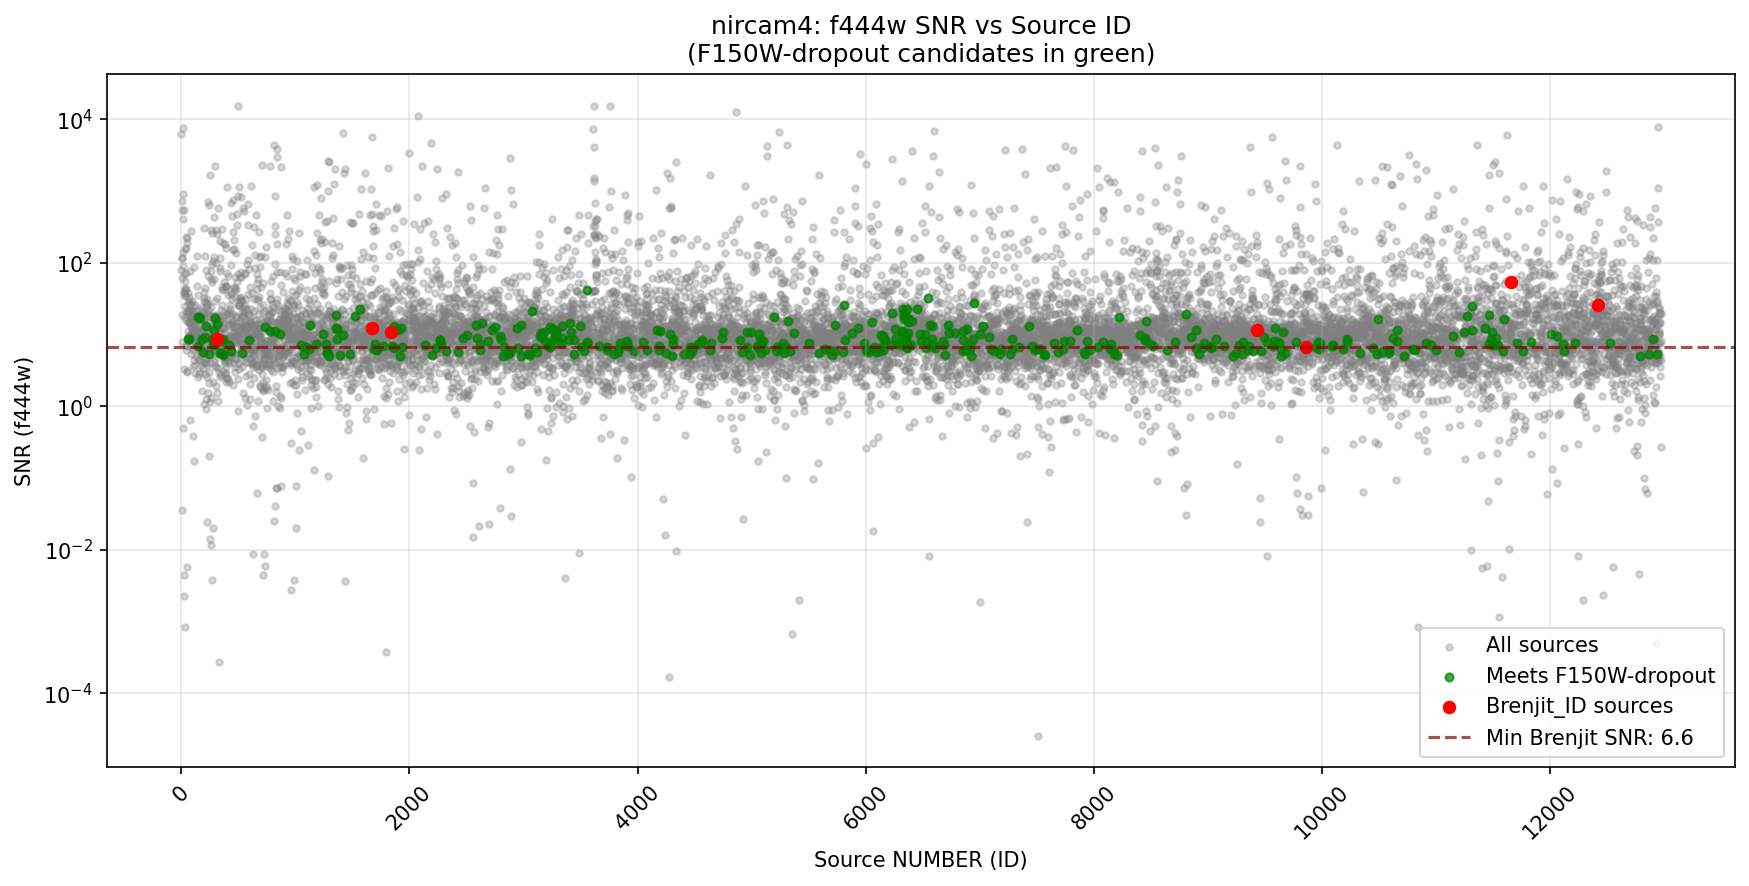 nircam4: f444w SNR vs Source ID
(F150W-dropout candidates in green)
SNR (f444w)
10^4
10^2
10^0
10^-2
10^-4
All sources
Meets F150W-dropout
Brenjit_ID sources
Min Brenjit SNR: 6.6
0
2000
4000
6000
8000
10000
12000
Source NUMBER (ID)